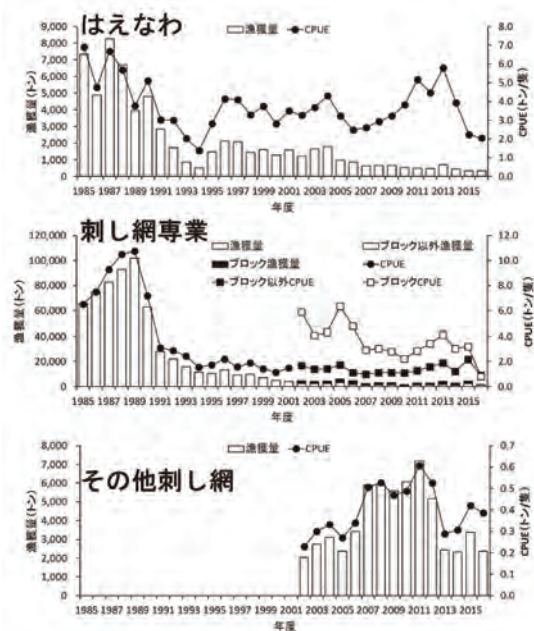 はえなわ
漁獲量 CPUE
9,000 8.0
8,000 7.0
7,000 6.0
6,000 5.0
5,000 4.0
4,000 3.0
3,000 2.0
2,000 1.0
1,000 0.0
0
漁獲量(トン)
CPUE(トン/隻)
1985 1987 1989 1991 1993 1995 1997 1999 2001 2003 2005 2007 2009 2011 2013 2015
年度
刺し網専業
漁獲量 ブロック以外漁獲量
ブロック漁獲量 CPUE
ブロック以外CPUE ブロックCPUE
120,000 12.0
100,000 10.0
80,000 8.0
60,000 6.0
40,000 4.0
20,000 2.0
0 0.0
漁獲量(トン)
CPUE(トン/隻)
1985 1987 1989 1991 1993 1995 1997 1999 2001 2003 2005 2007 2009 2011 2013 2015
年度
その他刺し網
漁獲量 CPUE
8,000 0.7
7,000 0.6
6,000 0.5
5,000 0.4
4,000 0.3
3,000 0.2
2,000 0.1
1,000 0.0
0
漁獲量(トン)
CPUE(トン/隻)
1985 1987 1989 1991 1993 1995 1997 1999 2001 2003 2005 2007 2009 2011 2013 2015
年度